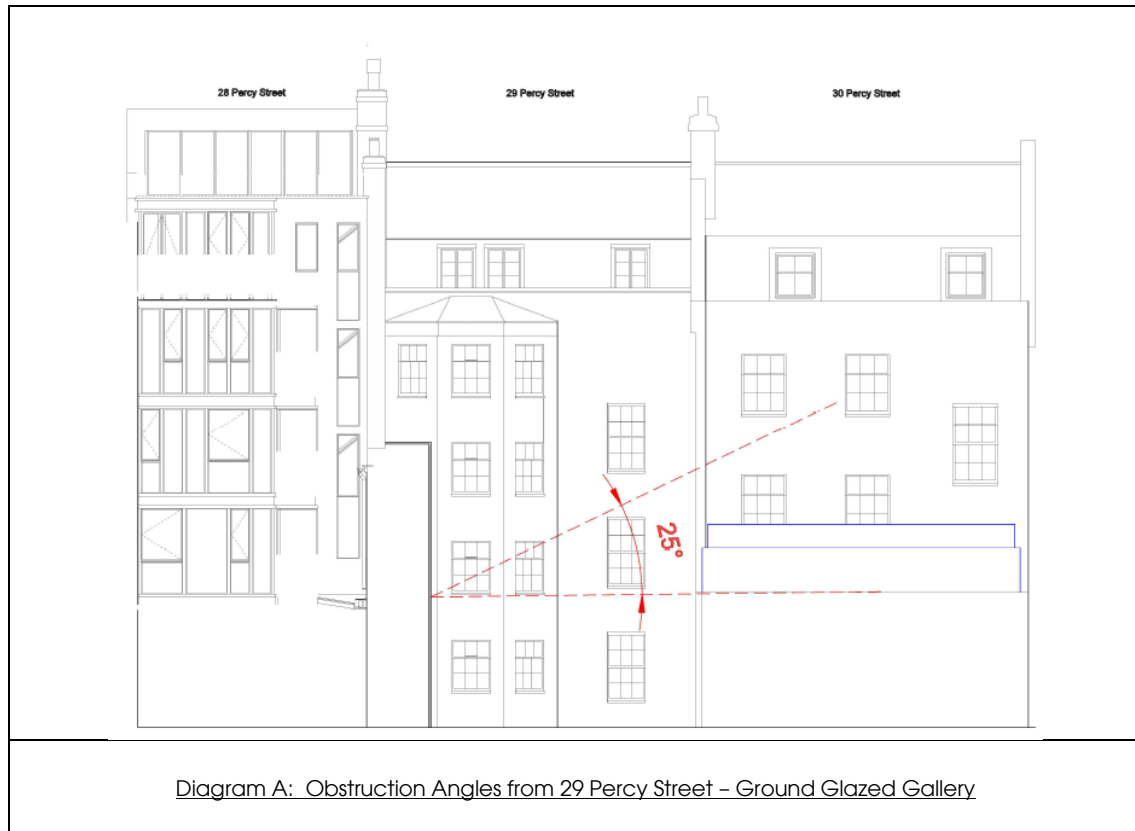 28 Percy Street
29 Percy Street
30 Percy Street
25°
Diagram A: Obstruction Angles from 29 Percy Street – Ground Glazed Gallery